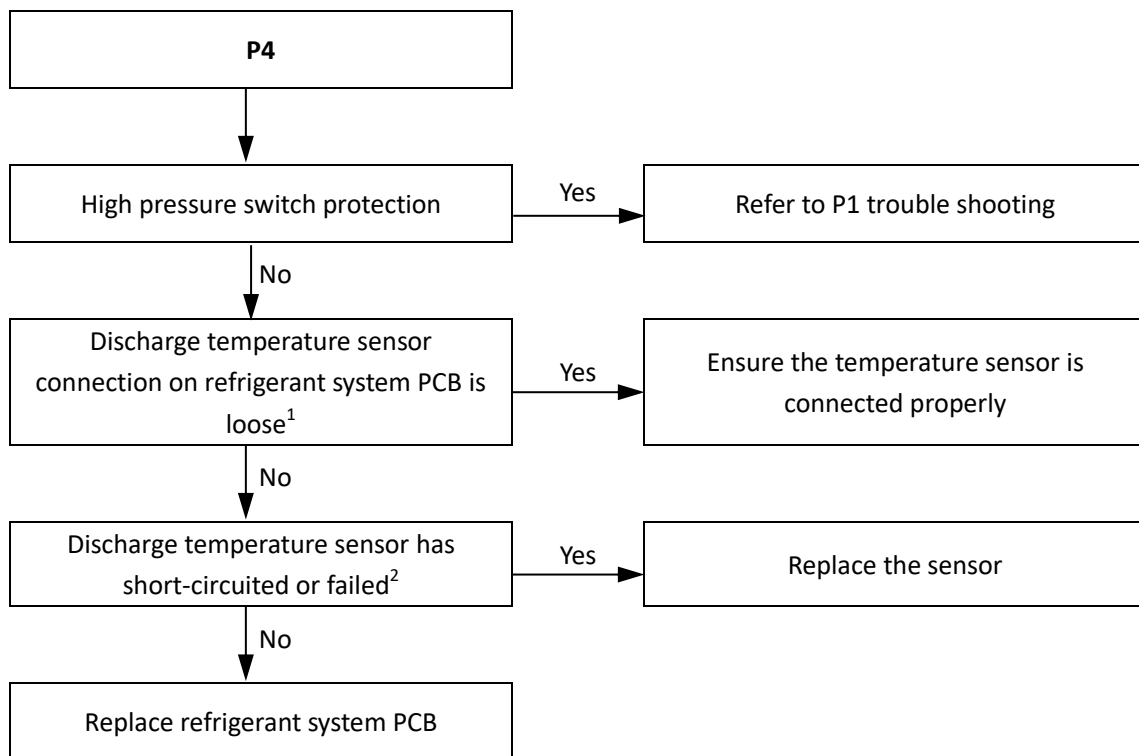 P4
High pressure switch protection
Yes
Refer to P1 trouble shooting
No
Discharge temperature sensor
connection on refrigerant system PCB is
loose¹
Yes
Ensure the temperature sensor is
connected properly
No
Discharge temperature sensor has
short-circuited or failed²
Yes
Replace the sensor
No
Replace refrigerant system PCB